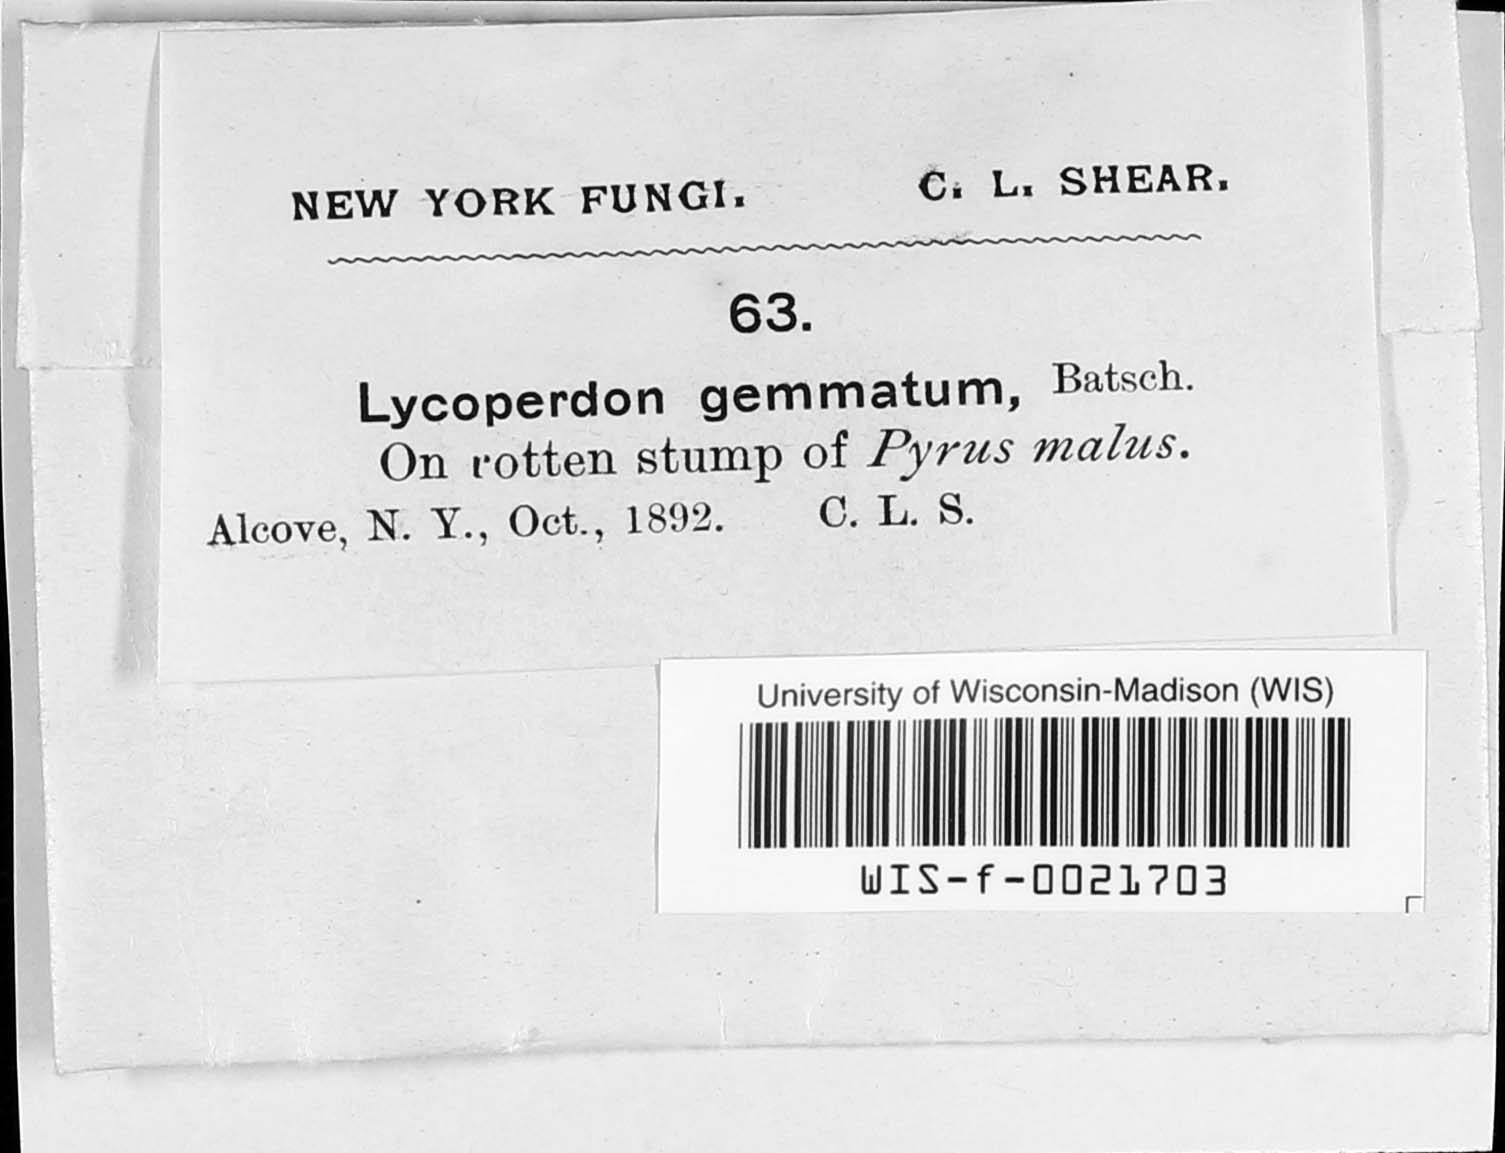 NEW YORK FUNGI. C. L. SHEAR.
63.
Lycoperdon gemmatum, Batsch.
On rotten stump of Pyrus malus.
Alcove, N. Y., Oct., 1892. C. L. S.
University of Wisconsin-Madison (WIS)
WIS-f-0021703